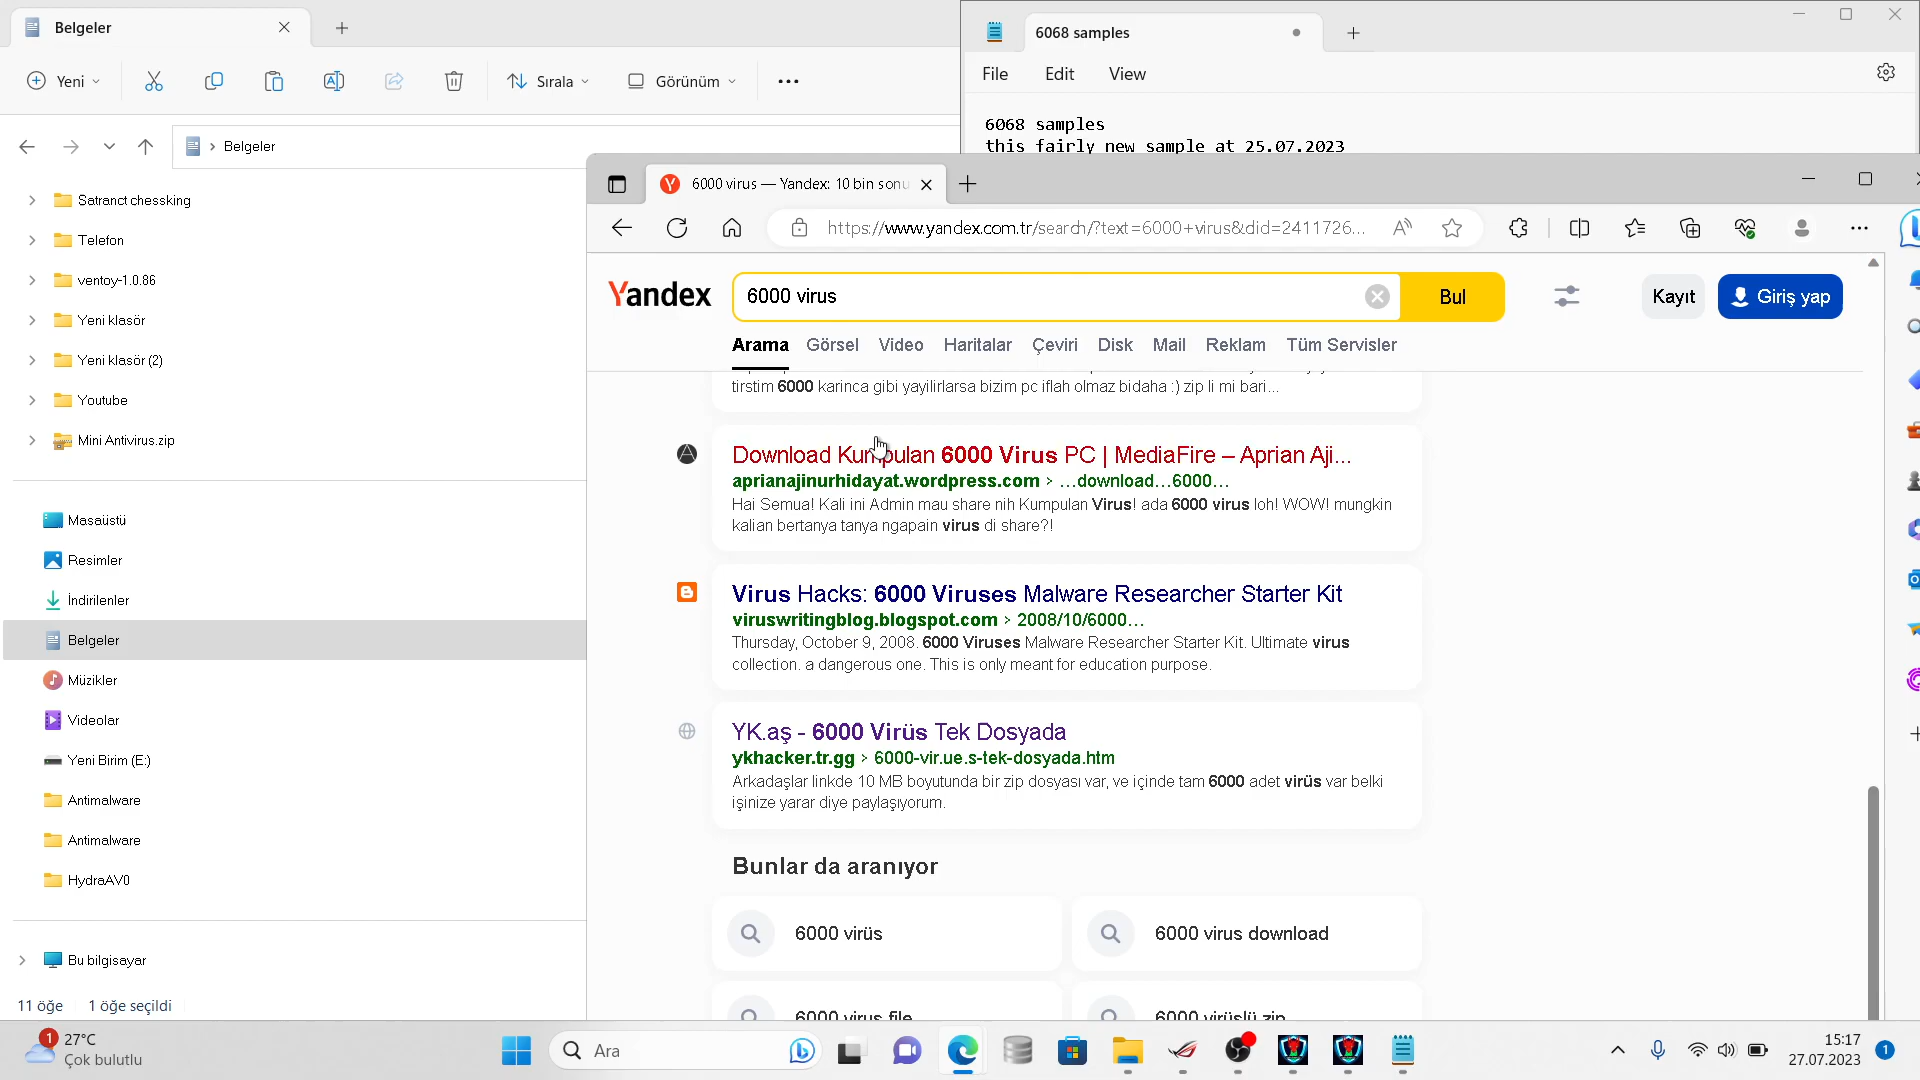 Belgeler
Yeni
Sırala
Görünüm
Belgeler
Satranct chessking
Telefon
ventoy-1.0.86
Yeni klasör
Yeni klasör (2)
Youtube
Mini Antivirus.zip
Masaüstü
Resimler
İndirilenler
Belgeler
Müzikler
Videolar
Yeni Birim (E:)
Antimalware
Antimalware
HydraAV0
Bu bilgisayar
11 öğe 1 öğe seçildi
6068 samples
File Edit View
6068 samples
this fairly new sample at 25.07.2023
6000 virus — Yandex: 10 bin sonu
https://www.yandex.com.tr/search/?text=6000+virus&did=2411726...
Yandex
6000 virus
Bul
Kayıt
Giriş yap
Arama Görsel Video Haritalar Çeviri Disk Mail Reklam Tüm Servisler
tirstim 6000 karinca gibi yayilirlarsa bizim pc iflah olmaz bidaha :) zip li mi bari...
Download Kumpulan 6000 Virus PC | MediaFire – Aprian Aji...
aprianajinurhidayat.wordpress.com › ...download...6000...
Hai Semua! Kali ini Admin mau share nih Kumpulan Virus! ada 6000 virus loh! WOW! mungkin
kalian bertanya tanya ngapain virus di share?!
Virus Hacks: 6000 Viruses Malware Researcher Starter Kit
viruswritingblog.blogspot.com › 2008/10/6000...
Thursday, October 9, 2008. 6000 Viruses Malware Researcher Starter Kit. Ultimate virus
collection. a dangerous one. This is only meant for education purpose.
YK.aş - 6000 Virüs Tek Dosyada
ykhacker.tr.gg › 6000-vir.ue.s-tek-dosyada.htm
Arkadaşlar linkde 10 MB boyutunda bir zip dosyası var, ve içinde tam 6000 adet virüs var belki
işinize yarar diye paylaşıyorum.
Bunlar da aranıyor
6000 virüs
6000 virus download
6000 virus file
6000 virüslü zip
1
27°C
Çok bulutlu
Ara
15:17
27.07.2023
1